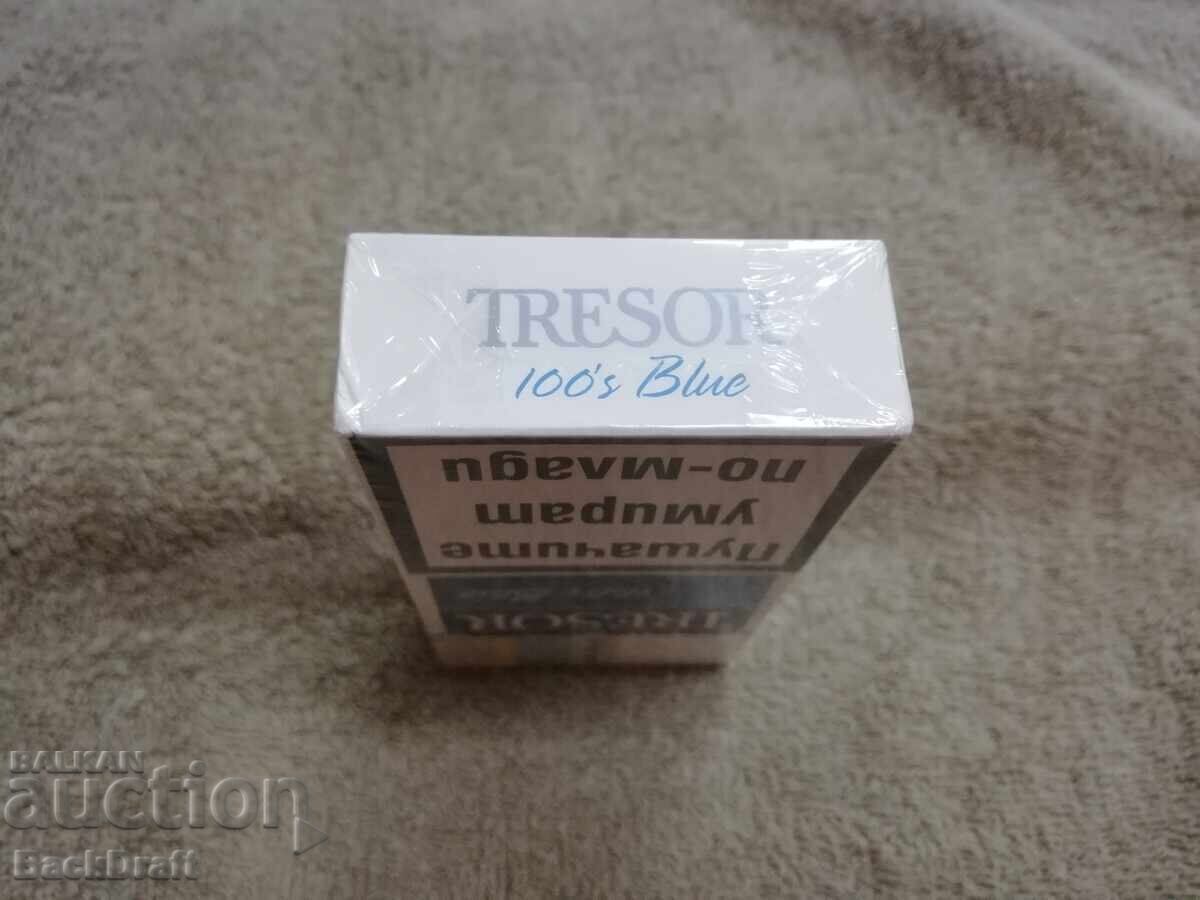 TRESOR
100's Blue
Пушачите
умират
по-млади
TRESOR
BALKAN
auction
BackDraft